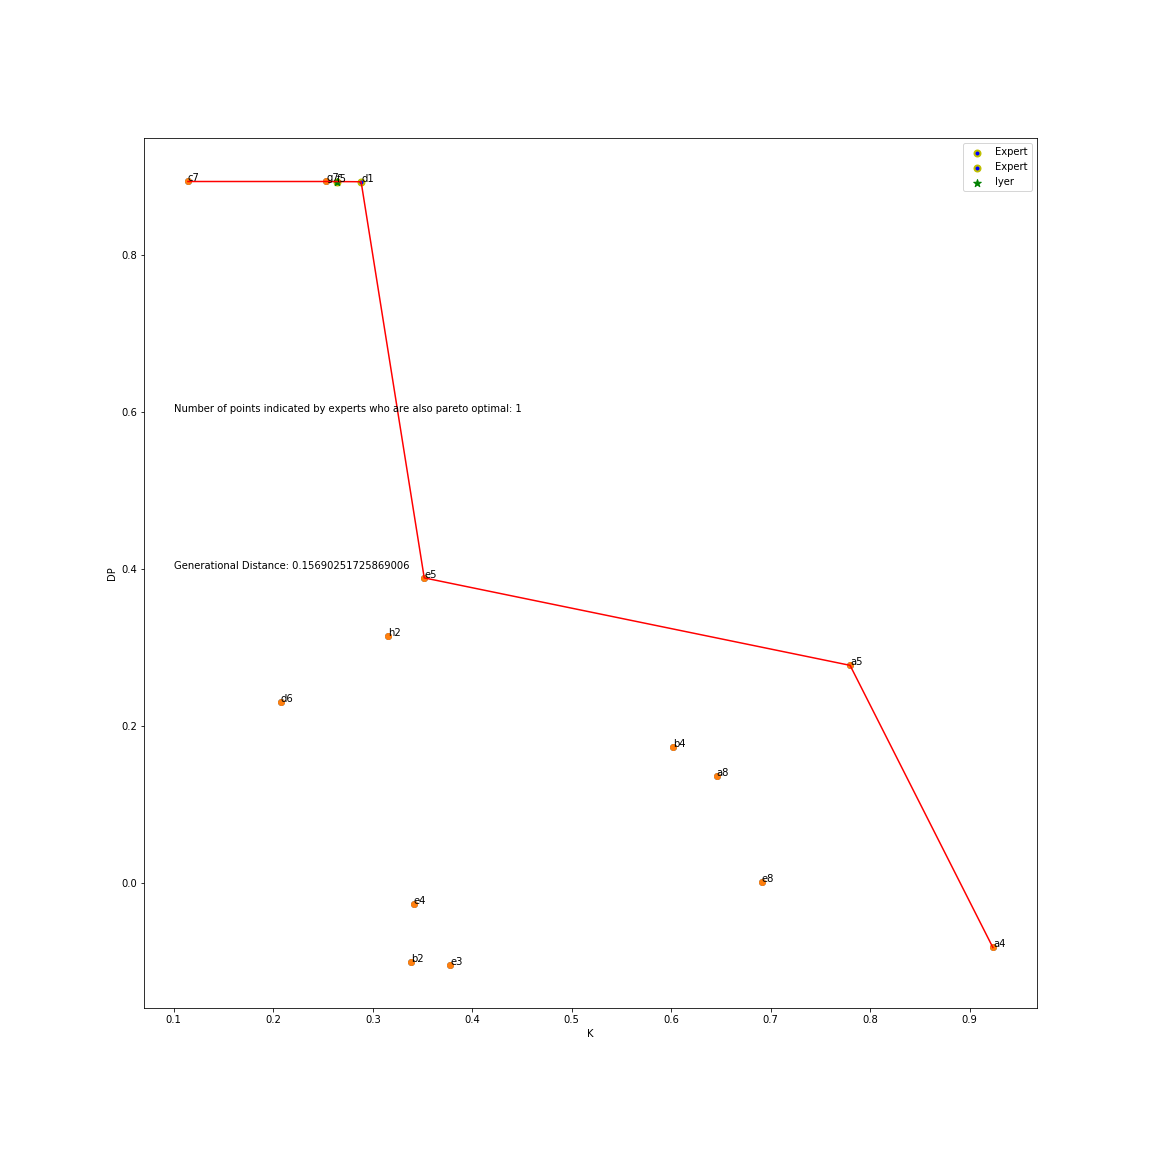 Expert
Expert
Iyer
c7
g7
f5
d1
0.8
Number of points indicated by experts who are also pareto optimal: 1
0.6
Generational Distance: 0.15690251725869006
0.4
DP
e5
h2
a5
d6
0.2
b4
a8
e8
0.0
e4
a4
b2
e3
0.1 0.2 0.3 0.4 0.5 0.6 0.7 0.8 0.9
K